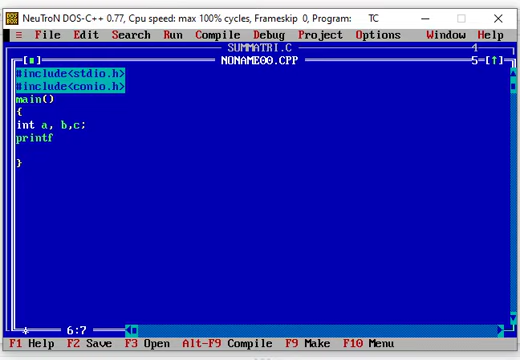 NeuTroN DOS-C++ 0.77, Cpu speed: max 100% cycles, Frameskip 0, Program: TC
≡ File Edit Search Run Compile Debug Project Options Window Help
SUMMATRI.C 1
[■] NONAME00.CPP 5=[↑]
#include<stdio.h>
#include<conio.h>
main()
{
int a, b,c;
printf
}
* 6:7
F1 Help F2 Save F3 Open Alt-F9 Compile F9 Make F10 Menu